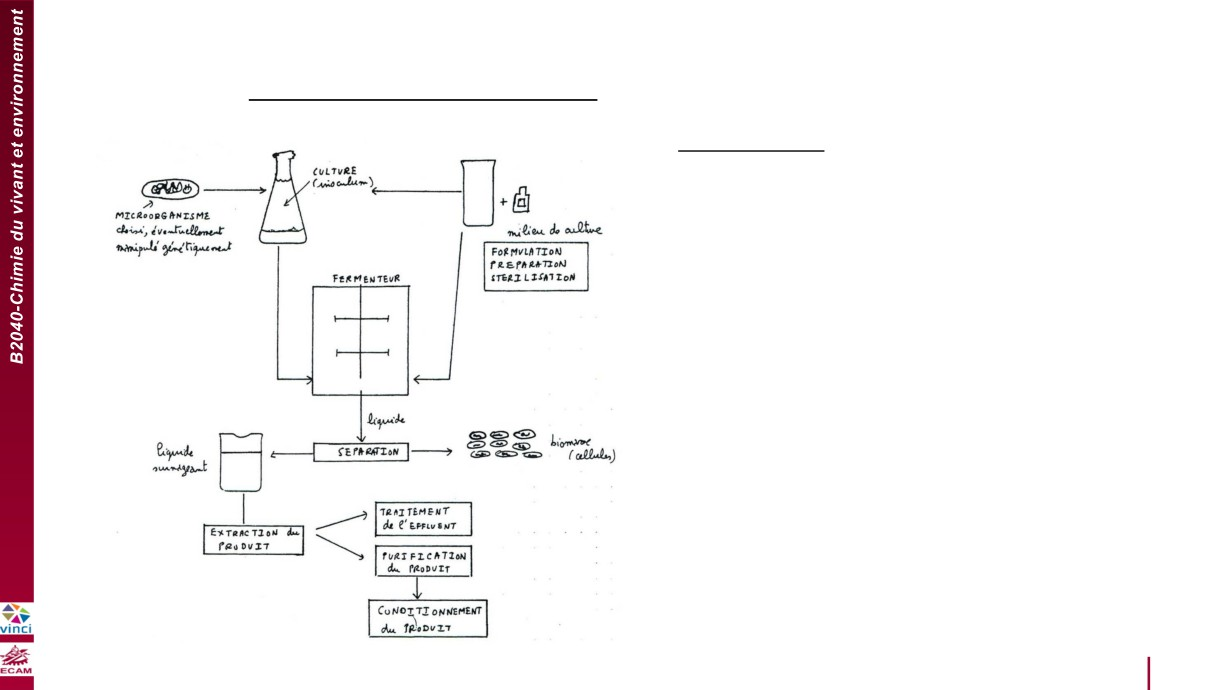 B2040-Chimie du vivant et environnement
CULTURE
(inoculum)
MICROORGANISME
choisi, éventuellement
manipulé génétiquement
+
milieu de culture
FORMULATION
PREPARATION
STERILISATION
FERMENTEUR
liquide
SEPARATION
liquide
surnageant
biomasse
(cellules)
EXTRACTION du
PRODUIT
TRAITEMENT
de l'EFFLUENT
PURIFICATION
du PRODUIT
CONDITIONNEMENT
du PRODUIT
vinci
ECAM